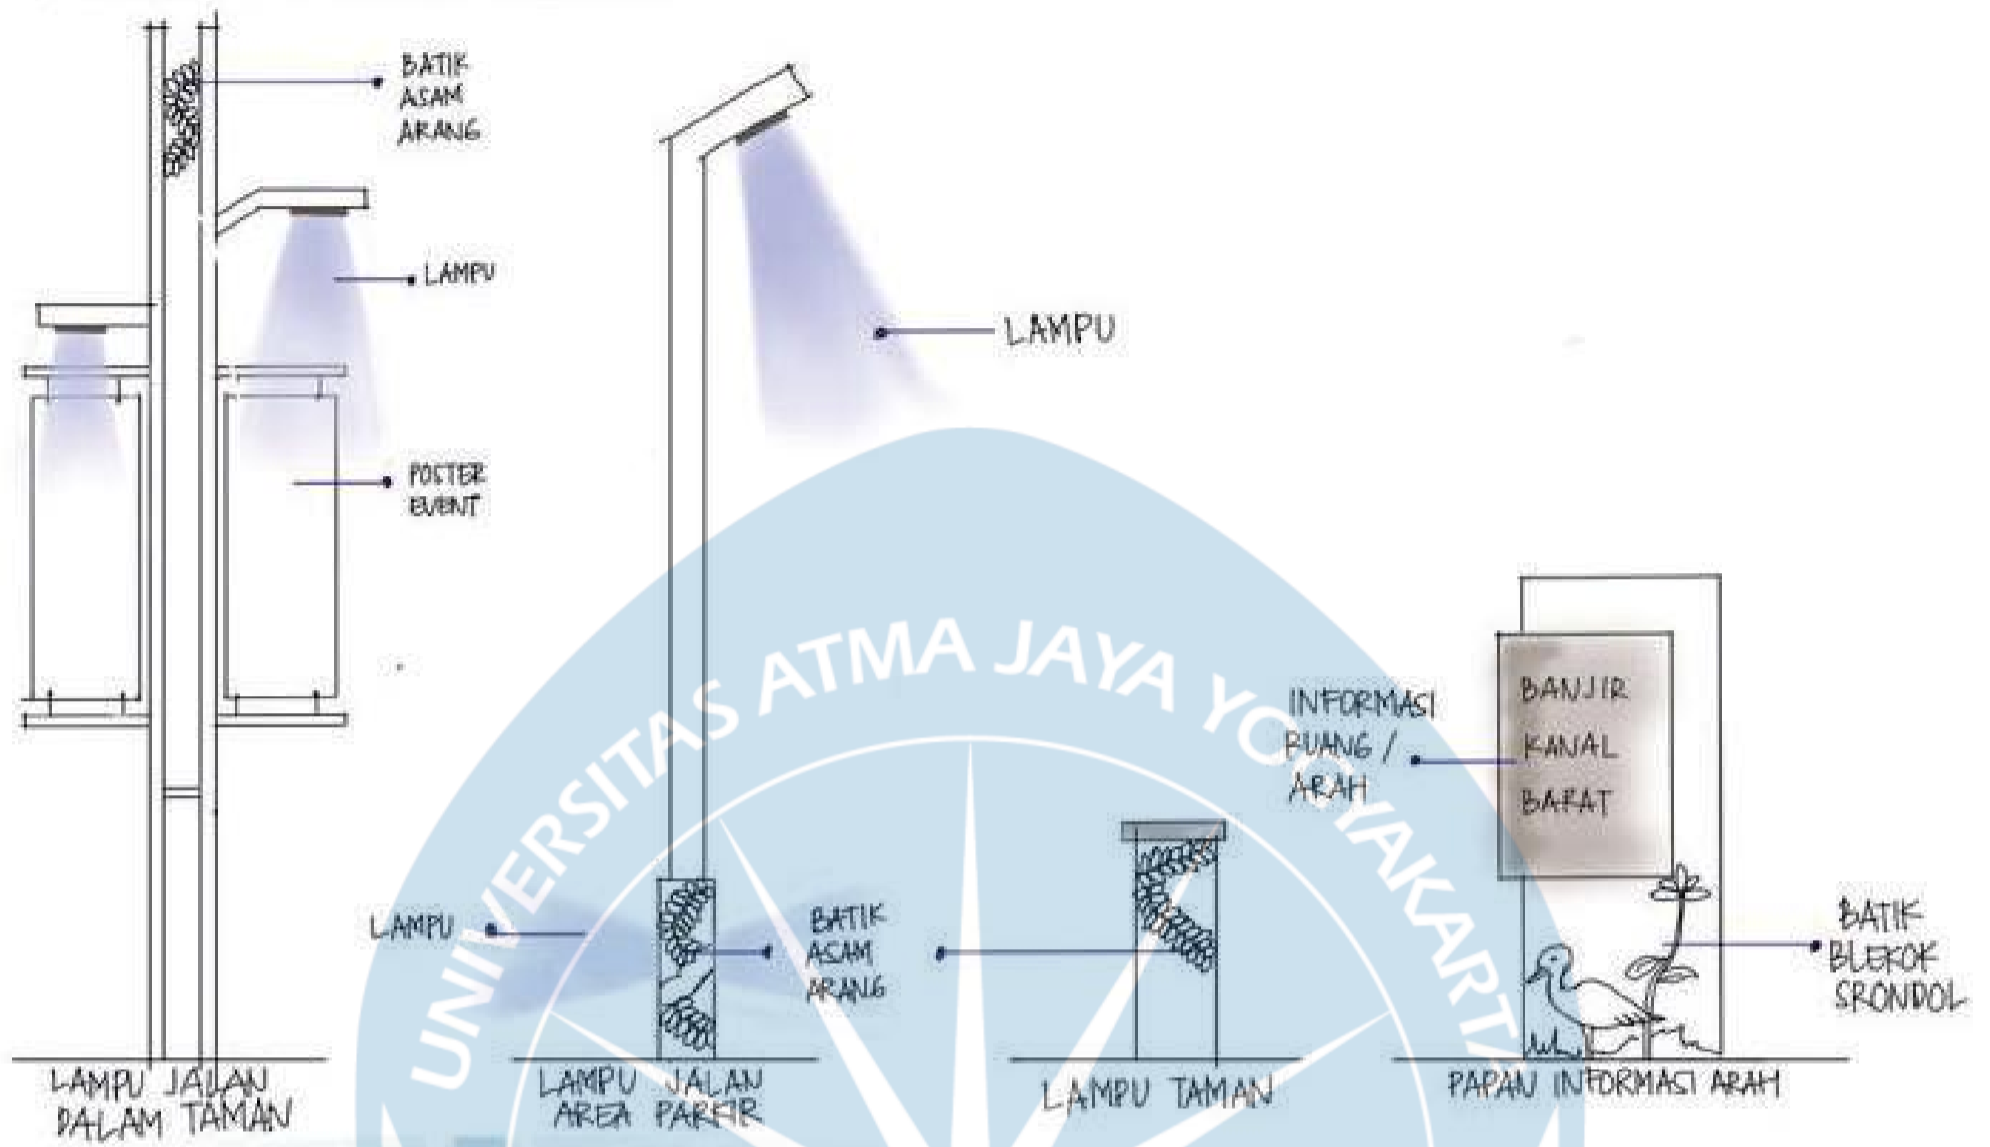 BATIK
ASAM
ARANG
LAMPU
POSTER
EVENT
LAMPU JALAN
DALAM TAMAN
LAMPU
LAMPU
BATIK
ASAM
ARANG
LAMPU JALAN
AREA PARKIR
LAMPU TAMAN
INFORMASI
RUANG /
ARAH
BANJIR
KANAL
BARAT
BATIK
BLEKOK
SRONDOL
PAPAN INFORMASI ARAH
UNIVERSITAS ATMA JAYA YOGYAKARTA